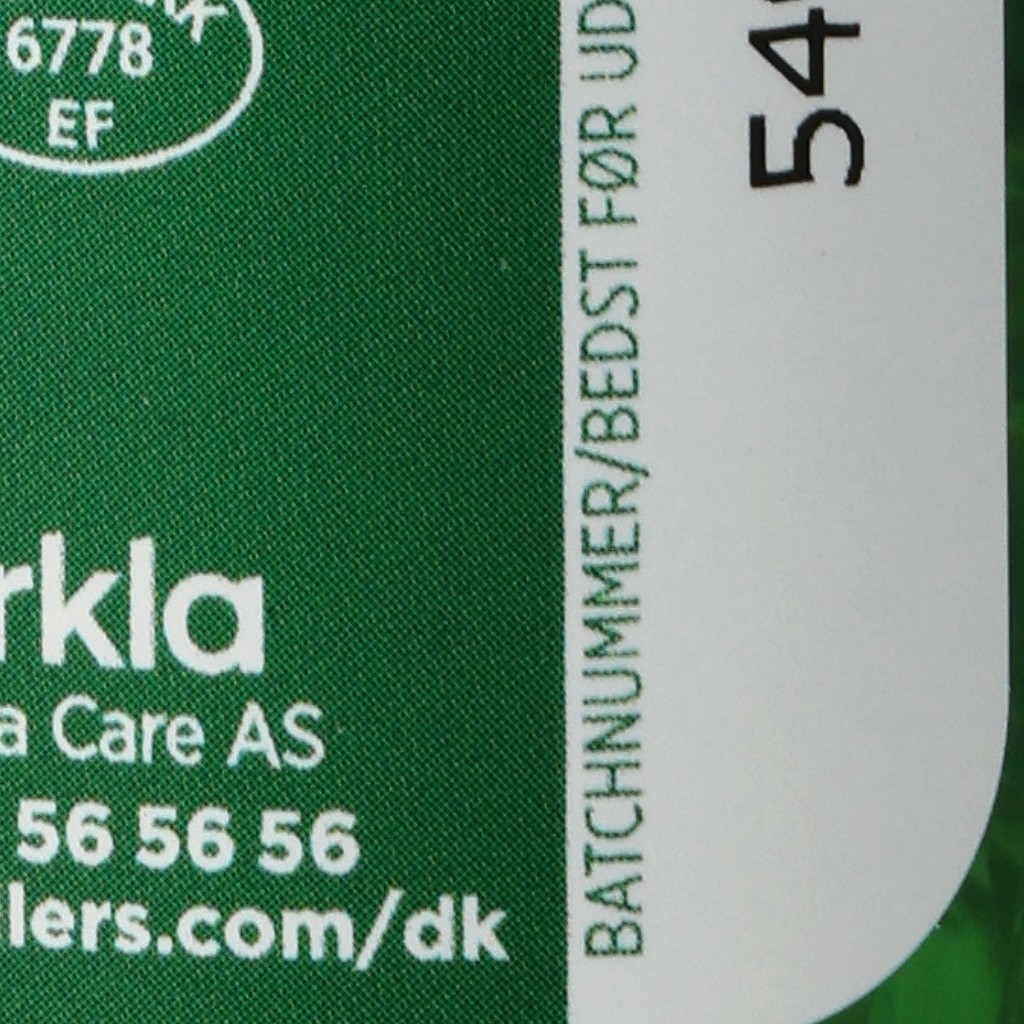 6778
EF
rkla
a Care AS
56 56 56
lers.com/dk
BATCHNUMMER/BEDST FØR UD
54